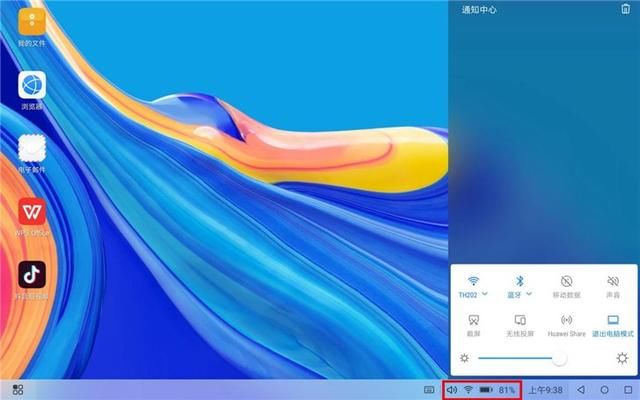 通知中心
我的文件
浏览器
电子邮件
WPS Office
抖音短视频
TH202
蓝牙
移动数据
声音
截屏
无线投屏
Huawei Share
退出电脑模式
81%
上午9:38